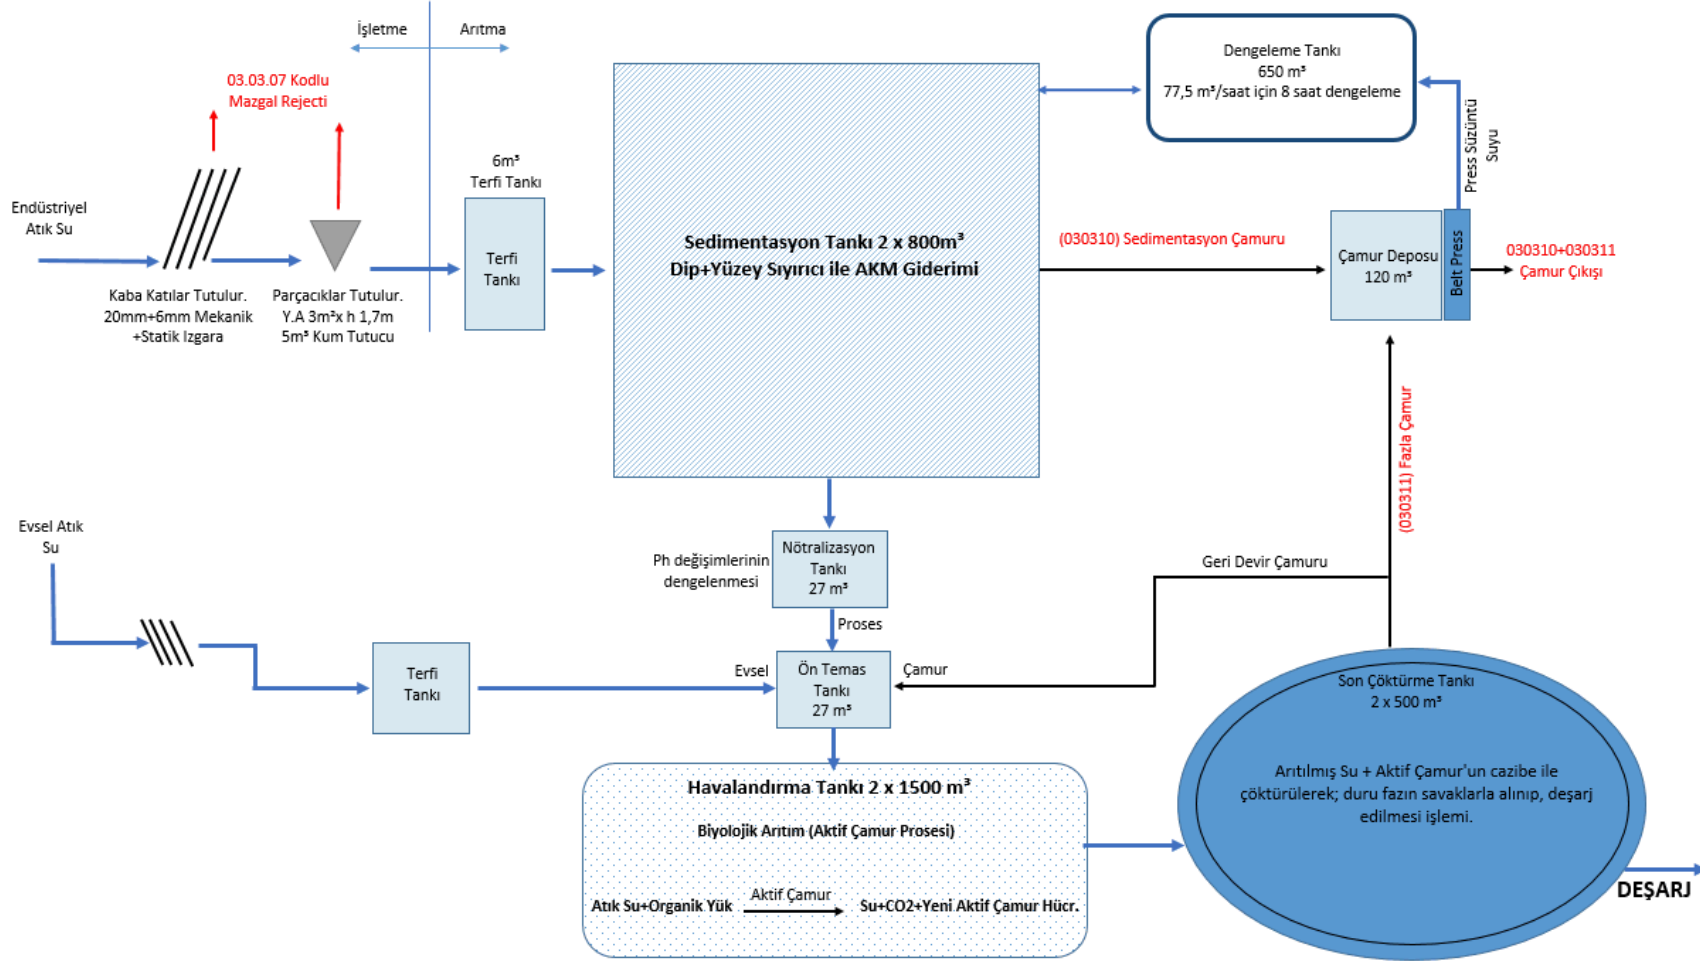 İşletme
Arıtma
03.03.07 Kodlu
Mazgal Rejecti
Dengeleme Tankı
650 m³
77,5 m³/saat için 8 saat dengeleme
Press Süzüntü
Suyu
6m³
Terfi Tankı
Endüstriyel
Atık Su
Terfi
Tankı
Sedimentasyon Tankı 2 x 800m³
Dip+Yüzey Sıyırıcı ile AKM Giderimi
(030310) Sedimentasyon Çamuru
Çamur Deposu
120 m³
Belt Press
030310+030311
Çamur Çıkışı
Kaba Katılar Tutulur.
20mm+6mm Mekanik
+Statik Izgara
Parçacıklar Tutulur.
Y.A 3m²x h 1,7m
5m³ Kum Tutucu
(030311) Fazla Çamur
Evsel Atık
Su
Ph değişimlerinin
dengelenmesi
Nötralizasyon
Tankı
27 m³
Geri Devir Çamuru
Proses
Terfi
Tankı
Evsel
Ön Temas
Tankı
27 m³
Çamur
Son Çöktürme Tankı
2 x 500 m³
Arıtılmış Su + Aktif Çamur'un cazibe ile
çöktürülerek; duru fazın savaklarla alınıp, deşarj
edilmesi işlemi.
Havalandırma Tankı 2 x 1500 m³
Biyolojik Arıtım (Aktif Çamur Prosesi)
Atık Su+Organik Yük
Aktif Çamur
Su+CO2+Yeni Aktif Çamur Hücr.
DEŞARJ